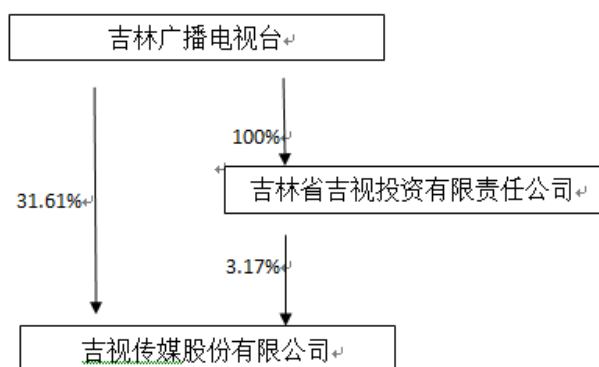 吉林广播电视台
100%
吉林省吉视投资有限责任公司
31.61%
3.17%
吉视传媒股份有限公司